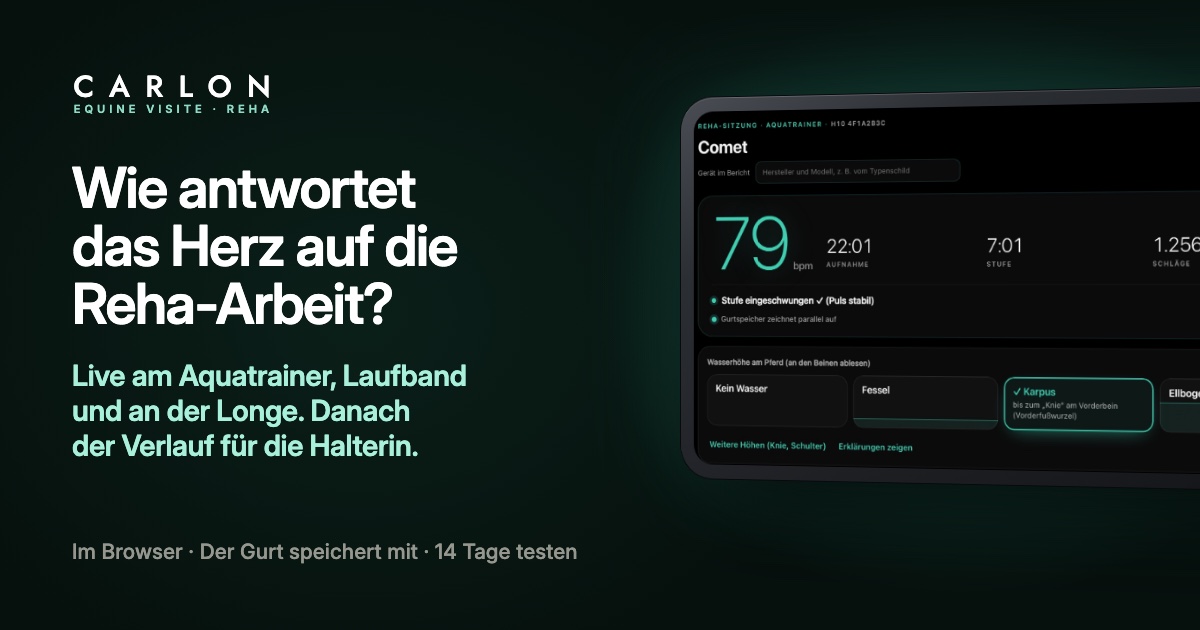 CARLON
EQUINE VISITE · REHA
Wie antwortet
das Herz auf die
Reha-Arbeit?
Live am Aquatrainer, Laufband
und an der Longe. Danach
der Verlauf für die Halterin.
Im Browser · Der Gurt speichert mit · 14 Tage testen
REHA-SITZUNG · AQUATRAINER · H10 4F1A2B3C
Comet
Gerät im Bericht
Hersteller und Modell, z. B. vom Typenschild
79 bpm
22:01
AUFNAHME
7:01
STUFE
1.256
SCHLÄGE
Stufe eingeschwungen ✓ (Puls stabil)
Gurtspeicher zeichnet parallel auf
Wasserhöhe am Pferd (an den Beinen ablesen)
Kein Wasser
Fessel
✓ Karpus
bis zum „Knie" am Vorderbein
(Vorderfußwurzel)
Ellboge
Weitere Höhen (Knie, Schulter)
Erklärungen zeigen